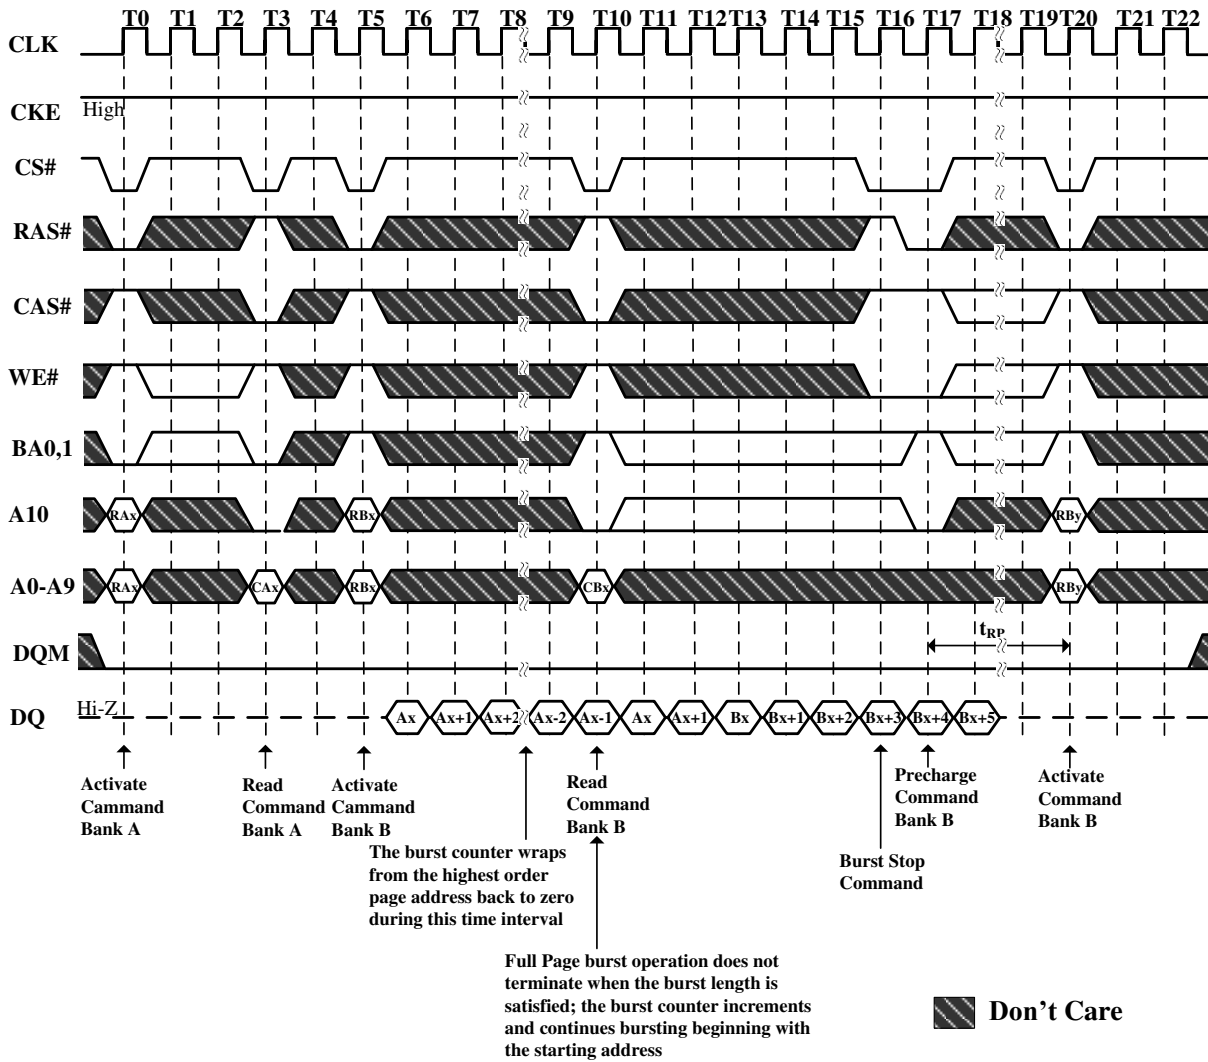 T0 T1 T2 T3 T4 T5 T6 T7 T8 T9 T10 T11 T12 T13 T14 T15 T16 T17 T18 T19 T20 T21 T22
CLK
CKE High
CS#
RAS#
CAS#
WE#
BA0,1
A10 RAx RBx RBy
A0-A9 RAx CAx RBx CBx RBy
tRP
DQM
DQ Hi-Z Ax Ax+1 Ax+2 Ax-2 Ax-1 Ax Ax+1 Bx Bx+1 Bx+2 Bx+3 Bx+4 Bx+5
Activate
Cammand
Bank A
Read
Command
Bank A
Activate
Cammand
Bank B
The burst counter wraps
from the highest order
page address back to zero
during this time interval
Read
Command
Bank B
Full Page burst operation does not
terminate when the burst length is
satisfied; the burst counter increments
and continues bursting beginning with
the starting address
Burst Stop
Command
Precharge
Command
Bank B
Activate
Command
Bank B
Don't Care